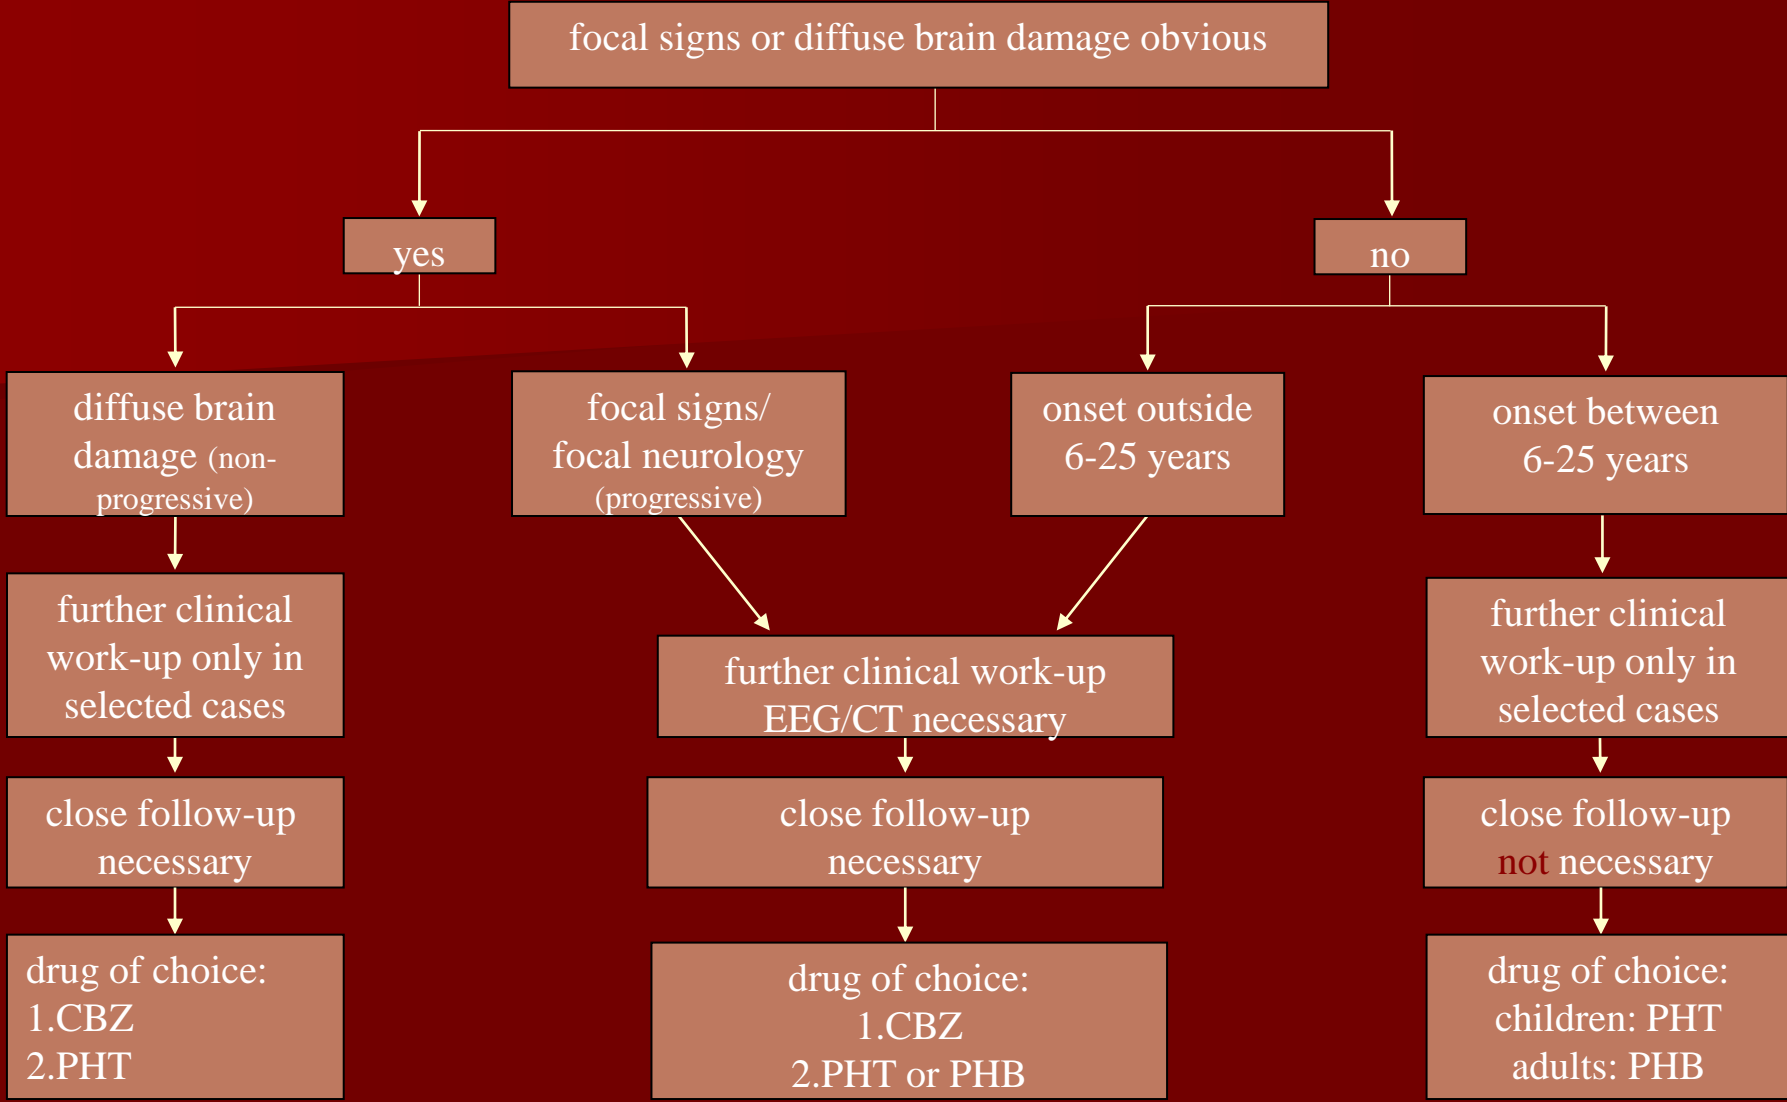 focal signs or diffuse brain damage obvious
yes
no
diffuse brain
damage (non-
progressive)
focal signs/
focal neurology
(progressive)
onset outside
6-25 years
onset between
6-25 years
further clinical
work-up only in
selected cases
further clinical work-up
EEG/CT necessary
further clinical
work-up only in
selected cases
close follow-up
necessary
close follow-up
necessary
close follow-up
not necessary
drug of choice:
1.CBZ
2.PHT
drug of choice:
1.CBZ
2.PHT or PHB
drug of choice:
children: PHT
adults: PHB